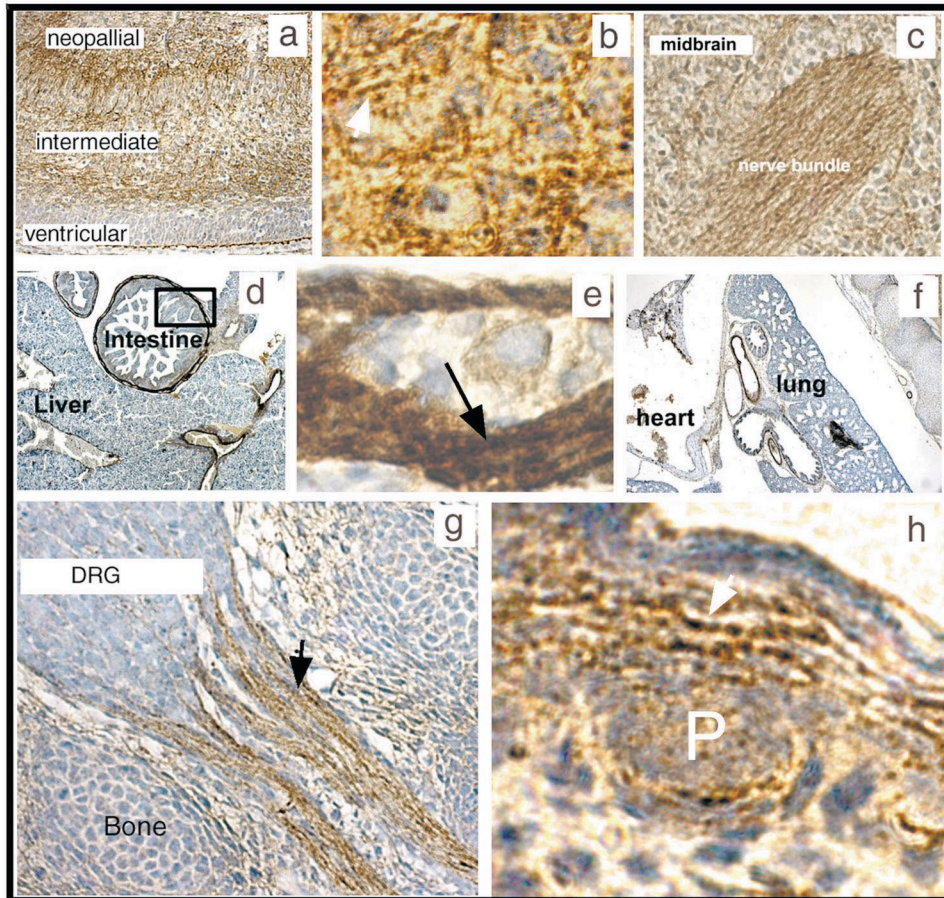 neopallial
a
intermediate
ventricular
b
midbrain
c
nerve bundle
d
Intestine
Liver
e
f
heart
lung
g
DRG
Bone
h
P